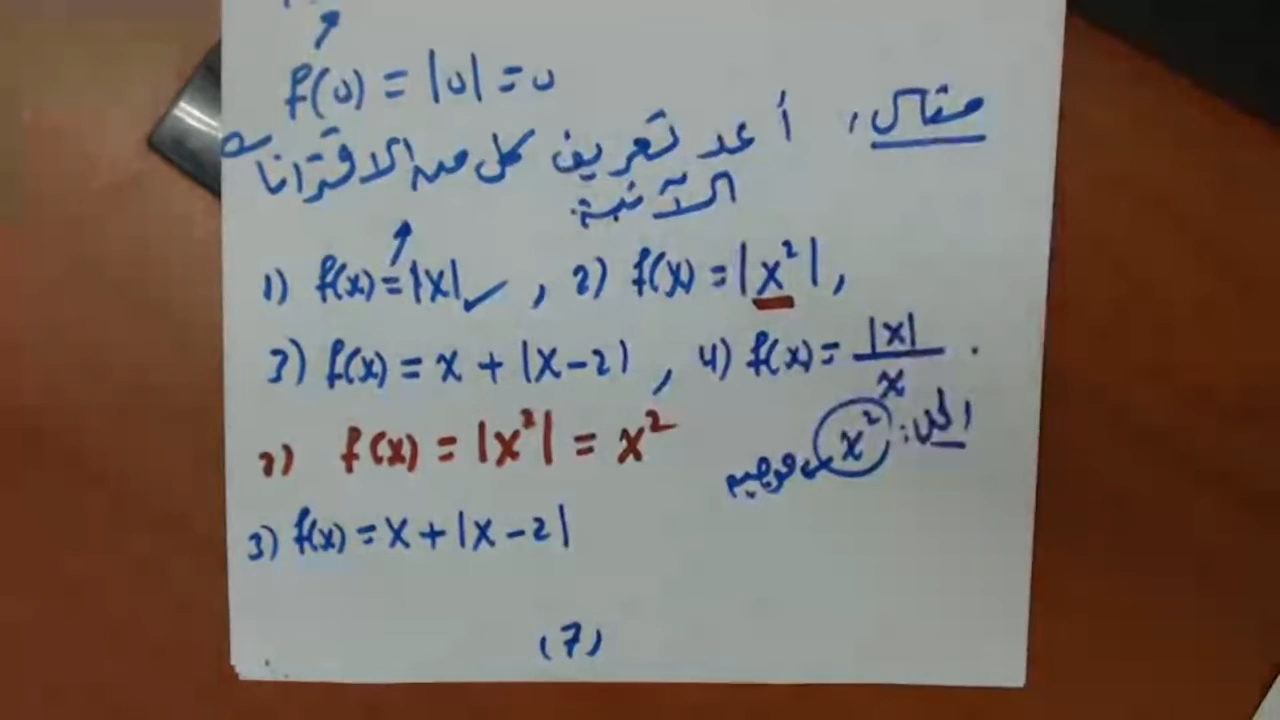 f(0) = |0| = 0
مثال، أعد تعريف كل من الاقترانات
الآتية:
1) f(x) = |x| ✓ , 2) f(x) = |x²| ,
3) f(x) = x + |x-2| , 4) f(x) = |x|/x .
الحل: x²
2) f(x) = |x²| = x²
3) f(x) = x + |x-2|
(7)